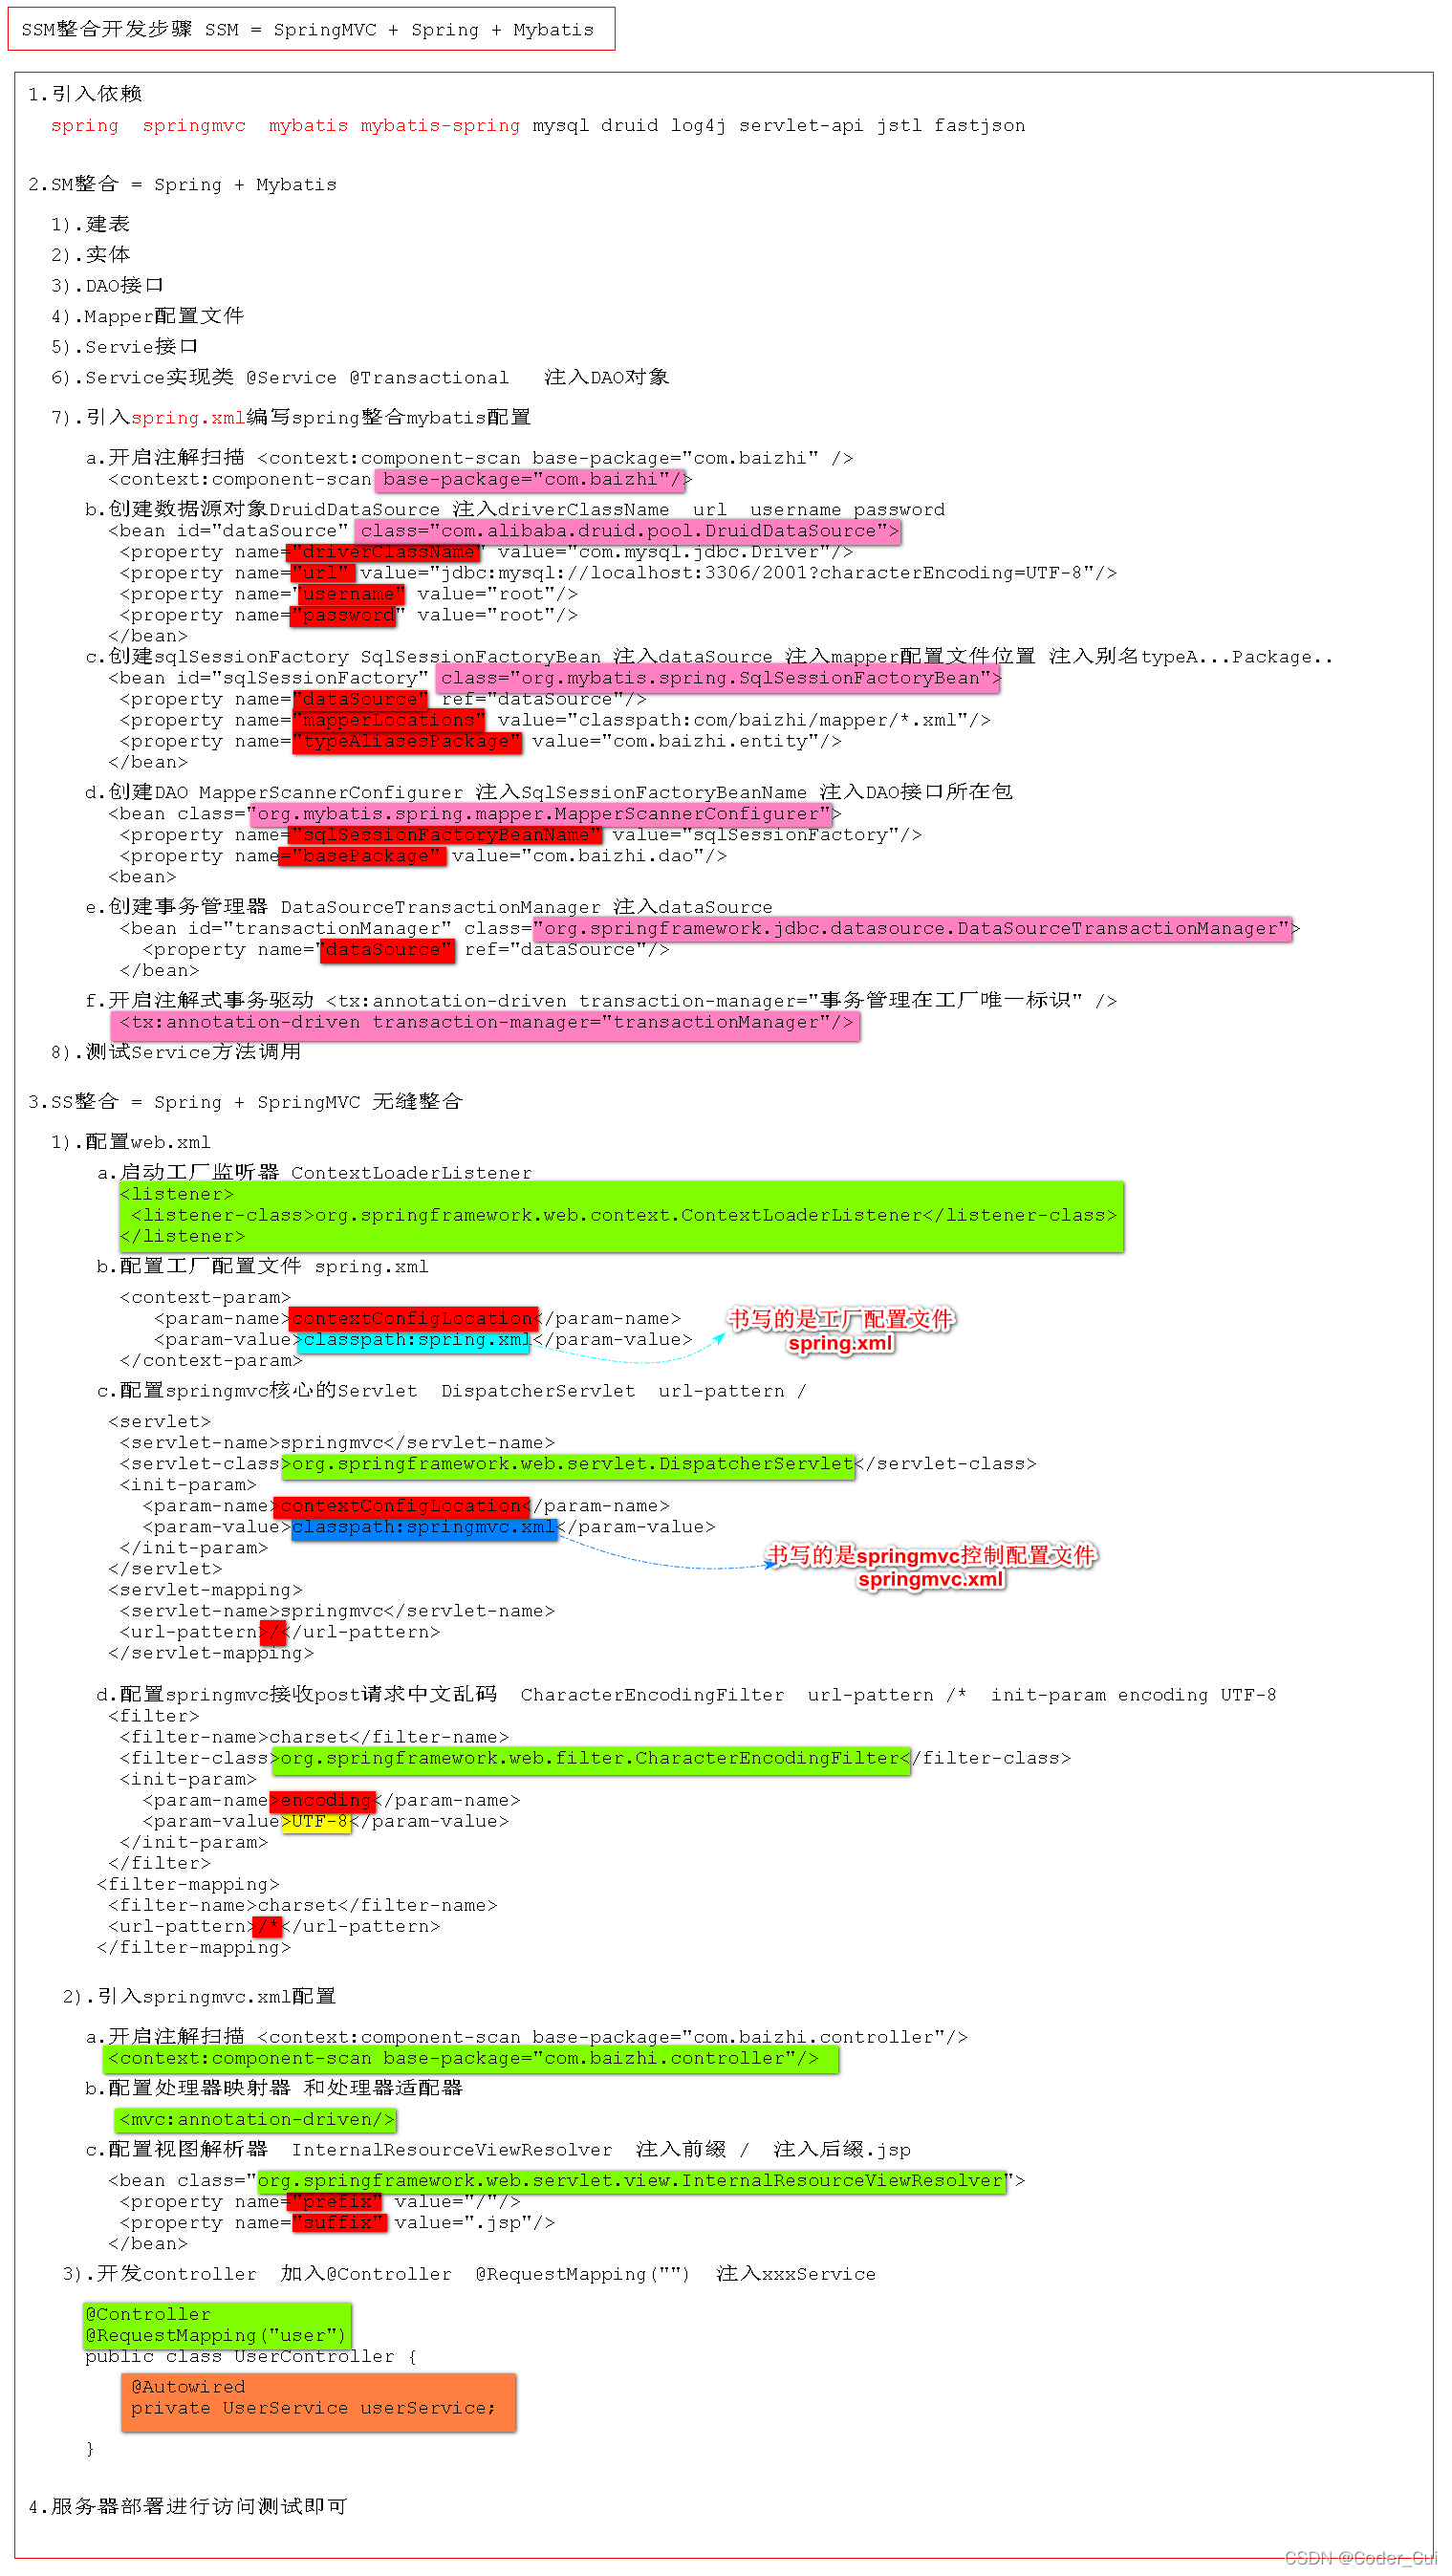 SSM整合开发步骤 SSM = SpringMVC + Spring + Mybatis
1.引入依赖
spring springmvc mybatis mybatis-spring mysql druid log4j servlet-api jstl fastjson
2.SM整合 = Spring + Mybatis
1).建表
2).实体
3).DAO接口
4).Mapper配置文件
5).Servie接口
6).Service实现类 @Service @Transactional 注入DAO对象
7).引入spring.xml编写spring整合mybatis配置
a.开启注解扫描 <context:component-scan base-package="com.baizhi" />
<context:component-scan base-package="com.baizhi"/>
b.创建数据源对象DruidDataSource 注入driverClassName url username password
<bean id="dataSource" class="com.alibaba.druid.pool.DruidDataSource">
<property name="driverClassName" value="com.mysql.jdbc.Driver"/>
<property name="url" value="jdbc:mysql://localhost:3306/2001?characterEncoding=UTF-8"/>
<property name="username" value="root"/>
<property name="password" value="root"/>
</bean>
c.创建sqlSessionFactory SqlSessionFactoryBean 注入dataSource 注入mapper配置文件位置 注入别名typeA...Package..
<bean id="sqlSessionFactory" class="org.mybatis.spring.SqlSessionFactoryBean">
<property name="dataSource" ref="dataSource"/>
<property name="mapperLocations" value="classpath:com/baizhi/mapper/*.xml"/>
<property name="typeAliasesPackage" value="com.baizhi.entity"/>
</bean>
d.创建DAO MapperScannerConfigurer 注入SqlSessionFactoryBeanName 注入DAO接口所在包
<bean class="org.mybatis.spring.mapper.MapperScannerConfigurer">
<property name="sqlSessionFactoryBeanName" value="sqlSessionFactory"/>
<property name="basePackage" value="com.baizhi.dao"/>
<bean>
e.创建事务管理器 DataSourceTransactionManager 注入dataSource
<bean id="transactionManager" class="org.springframework.jdbc.datasource.DataSourceTransactionManager">
<property name="dataSource" ref="dataSource"/>
</bean>
f.开启注解式事务驱动 <tx:annotation-driven transaction-manager="事务管理在工厂唯一标识" />
<tx:annotation-driven transaction-manager="transactionManager"/>
8).测试Service方法调用
3.SS整合 = Spring + SpringMVC 无缝整合
1).配置web.xml
a.启动工厂监听器 ContextLoaderListener
<listener>
<listener-class>org.springframework.web.context.ContextLoaderListener</listener-class>
</listener>
b.配置工厂配置文件 spring.xml
<context-param>
<param-name>contextConfigLocation</param-name>
<param-value>classpath:spring.xml</param-value>
</context-param>
书写的是工厂配置文件
spring.xml
c.配置springmvc核心的Servlet DispatcherServlet url-pattern /
<servlet>
<servlet-name>springmvc</servlet-name>
<servlet-class>org.springframework.web.servlet.DispatcherServlet</servlet-class>
<init-param>
<param-name>contextConfigLocation</param-name>
<param-value>classpath:springmvc.xml</param-value>
</init-param>
书写的是springmvc控制配置文件
springmvc.xml
</servlet>
<servlet-mapping>
<servlet-name>springmvc</servlet-name>
<url-pattern>/</url-pattern>
</servlet-mapping>
d.配置springmvc接收post请求中文乱码 CharacterEncodingFilter url-pattern /* init-param encoding UTF-8
<filter>
<filter-name>charset</filter-name>
<filter-class>org.springframework.web.filter.CharacterEncodingFilter</filter-class>
<init-param>
<param-name>encoding</param-name>
<param-value>UTF-8</param-value>
</init-param>
</filter>
<filter-mapping>
<filter-name>charset</filter-name>
<url-pattern>/*</url-pattern>
</filter-mapping>
2).引入springmvc.xml配置
a.开启注解扫描 <context:component-scan base-package="com.baizhi.controller"/>
<context:component-scan base-package="com.baizhi.controller"/>
b.配置处理器映射器 和处理器适配器
<mvc:annotation-driven/>
c.配置视图解析器 InternalResourceViewResolver 注入前缀 / 注入后缀.jsp
<bean class="org.springframework.web.servlet.view.InternalResourceViewResolver">
<property name="prefix" value="/"/>
<property name="suffix" value=".jsp"/>
</bean>
3).开发controller 加入@Controller @RequestMapping("") 注入xxxService
@Controller
@RequestMapping("user")
public class UserController {
@Autowired
private UserService userService;
}
4.服务器部署进行访问测试即可
CSDN @Coder_Cui